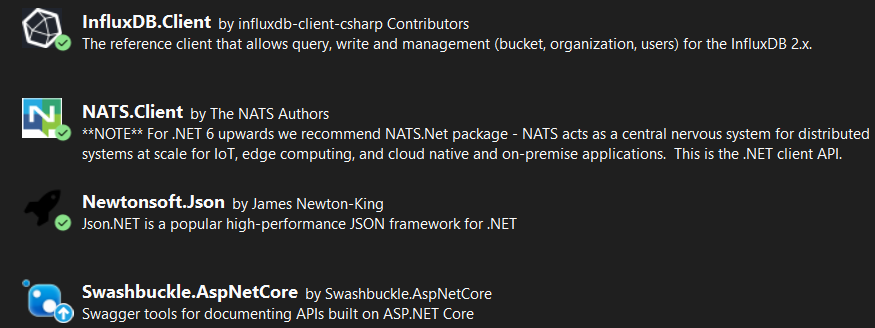 InfluxDB.Client by influxdb-client-csharp Contributors
The reference client that allows query, write and management (bucket, organization, users) for the InfluxDB 2.x.
NATS.Client by The NATS Authors
**NOTE** For .NET 6 upwards we recommend NATS.Net package - NATS acts as a central nervous system for distributed
systems at scale for IoT, edge computing, and cloud native and on-premise applications.  This is the .NET client API.
Newtonsoft.Json by James Newton-King
Json.NET is a popular high-performance JSON framework for .NET
Swashbuckle.AspNetCore by Swashbuckle.AspNetCore
Swagger tools for documenting APIs built on ASP.NET Core